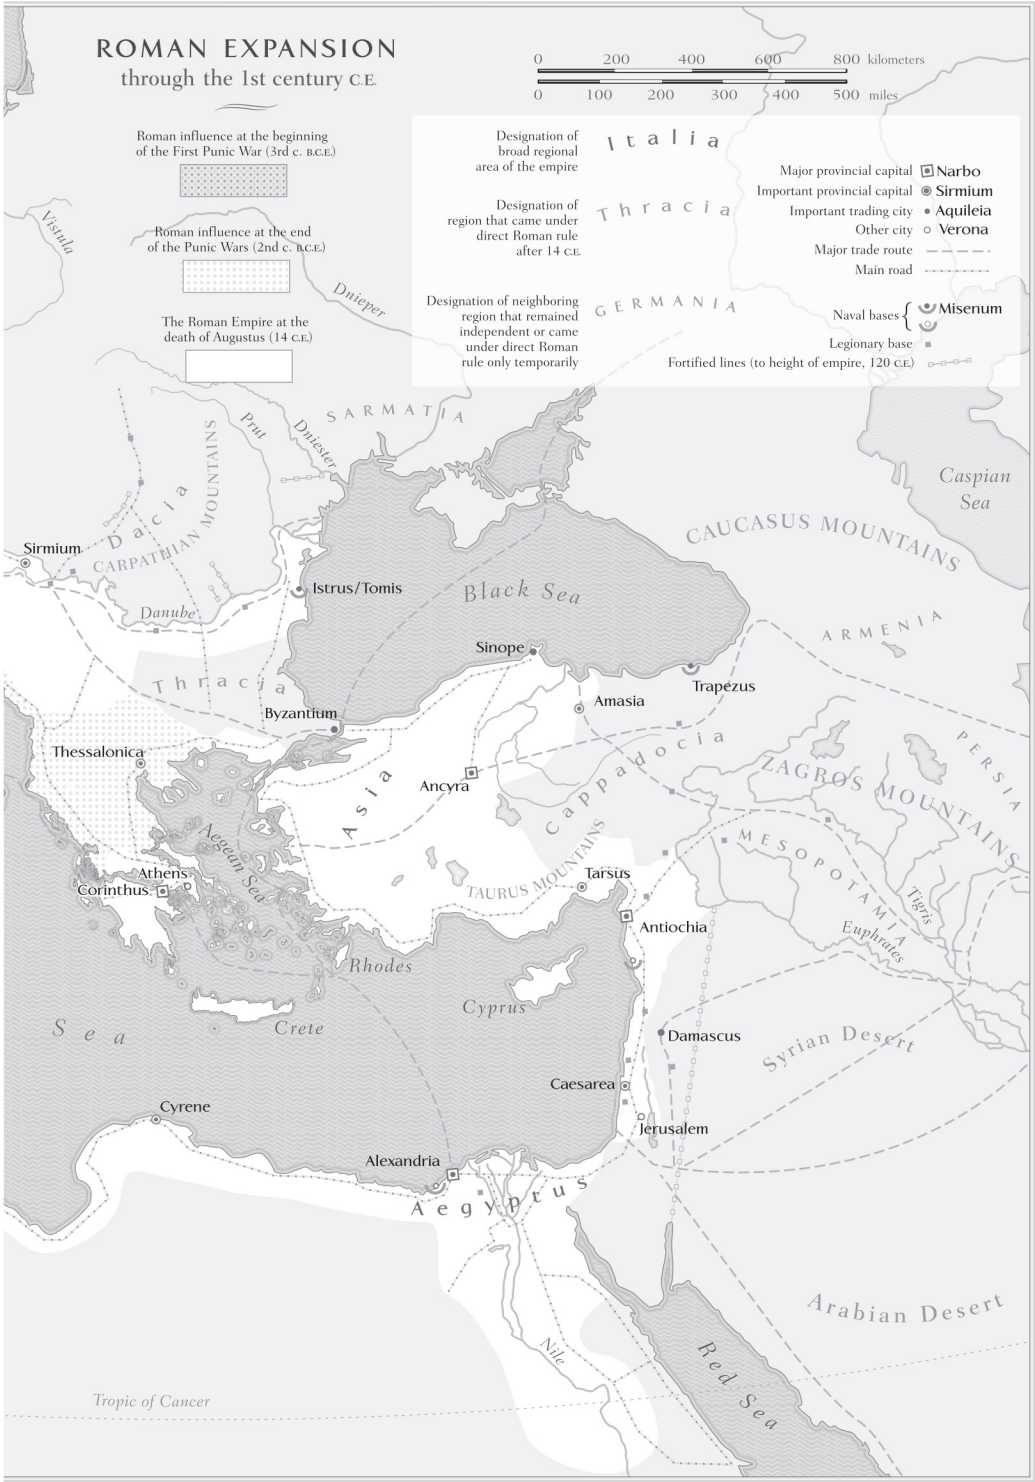 ROMAN EXPANSION
through the 1st century C.E.
0 200 400 600 800 kilometers
0 100 200 300 400 500 miles
Roman influence at the beginning
of the First Punic War (3rd c. B.C.E.)
Roman influence at the end
of the Punic Wars (2nd c. B.C.E.)
The Roman Empire at the
death of Augustus (14 C.E.)
Designation of
broad regional
area of the empire
Italia
Designation of
region that came under
direct Roman rule
after 14 C.E.
Thracia
Designation of neighboring
region that remained
independent or came
under direct Roman
rule only temporarily
GERMANIA
Major provincial capital Narbo
Important provincial capital Sirmium
Important trading city Aquileia
Other city Verona
Major trade route
Main road
Naval bases { Misenum
Legionary base
Fortified lines (to height of empire, 120 C.E.)
Vistula
Dnieper
SARMATIA
Prut
Dniester
Caspian
Sea
Dacia
CARPATHIAN MOUNTAINS
CAUCASUS MOUNTAINS
Sirmium
Istrus/Tomis
Black Sea
Danube
ARMENIA
Sinope
Thracia
Trapezus
Amasia
Byzantium
Thessalonica
Ancyra
Asia
Cappadocia
PERSIA
ZAGROS MOUNTAINS
Aegean Sea
MESOPOTAMIA
Athens
Corinthus
TAURUS MOUNTAINS
Tarsus
Tigris
Antiochia
Euphrates
Rhodes
Cyprus
Crete
Sea
Damascus
Syrian Desert
Caesarea
Cyrene
Jerusalem
Alexandria
Aegyptus
Arabian Desert
Nile
Red Sea
Tropic of Cancer